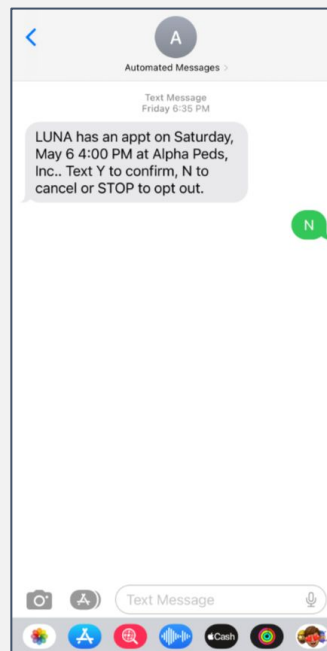 A
Automated Messages >
Text Message
Friday 6:35 PM
LUNA has an appt on Saturday,
May 6 4:00 PM at Alpha Peds,
Inc.. Text Y to confirm, N to
cancel or STOP to opt out.
N
Text Message
Cash